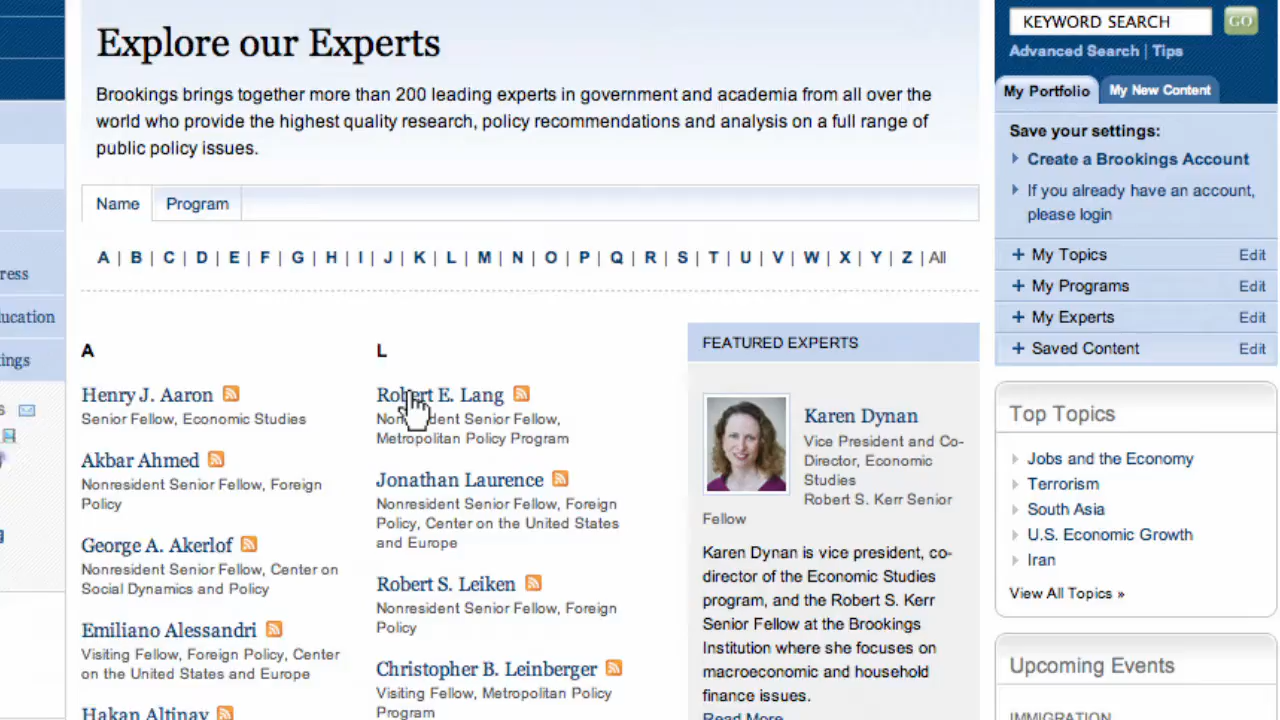 Explore our Experts
Brookings brings together more than 200 leading experts in government and academia from all over the
world who provide the highest quality research, policy recommendations and analysis on a full range of
public policy issues.
Name
Program
A | B | C | D | E | F | G | H | I | J | K | L | M | N | O | P | Q | R | S | T | U | V | W | X | Y | Z | All
A
Henry J. Aaron
Senior Fellow, Economic Studies
Akbar Ahmed
Nonresident Senior Fellow, Foreign
Policy
George A. Akerlof
Nonresident Senior Fellow, Center on
Social Dynamics and Policy
Emiliano Alessandri
Visiting Fellow, Foreign Policy, Center
on the United States and Europe
Hakan Altinay
L
Robert E. Lang
Senior Fellow,
Metropolitan Policy Program
Jonathan Laurence
Nonresident Senior Fellow, Foreign
Policy, Center on the United States
and Europe
Robert S. Leiken
Nonresident Senior Fellow, Foreign
Policy
Christopher B. Leinberger
Visiting Fellow, Metropolitan Policy
Program
FEATURED EXPERTS
Karen Dynan
Vice President and Co-
Director, Economic
Studies
Robert S. Kerr Senior
Fellow
Karen Dynan is vice president, co-
director of the Economic Studies
program, and the Robert S. Kerr
Senior Fellow at the Brookings
Institution where she focuses on
macroeconomic and household
finance issues.
Read More
KEYWORD SEARCH
GO
Advanced Search | Tips
My Portfolio
My New Content
Save your settings:
Create a Brookings Account
If you already have an account,
please login
+ My Topics Edit
+ My Programs Edit
+ My Experts Edit
+ Saved Content Edit
Top Topics
Jobs and the Economy
Terrorism
South Asia
U.S. Economic Growth
Iran
View All Topics »
Upcoming Events
IMMIGRATION